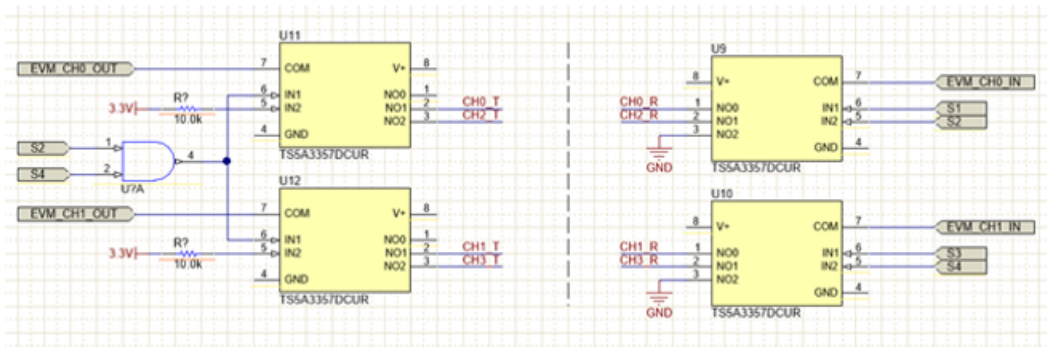 U11
EVM_CH0_OUT
7
COM
V+
8
6
IN1
NO0
1
3.3V
R?
10.0k
5
IN2
NO1
2
CH0_T
NO2
3
CH2_T
4
GND
TS5A3357DCUR
S2
1
S4
2
4
U?A
U12
EVM_CH1_OUT
7
COM
V+
8
6
IN1
NO0
1
3.3V
R?
10.0k
5
IN2
NO1
2
CH1_T
NO2
3
CH3_T
4
GND
TS5A3357DCUR
U9
8
V+
COM
7
EVM_CH0_IN
CH0_R
1
NO0
IN1
6
S1
CH2_R
2
NO1
IN2
5
S2
3
NO2
GND
GND
4
TS5A3357DCUR
U10
8
V+
COM
7
EVM_CH1_IN
CH1_R
1
NO0
IN1
6
S3
CH3_R
2
NO1
IN2
5
S4
3
NO2
GND
GND
4
TS5A3357DCUR